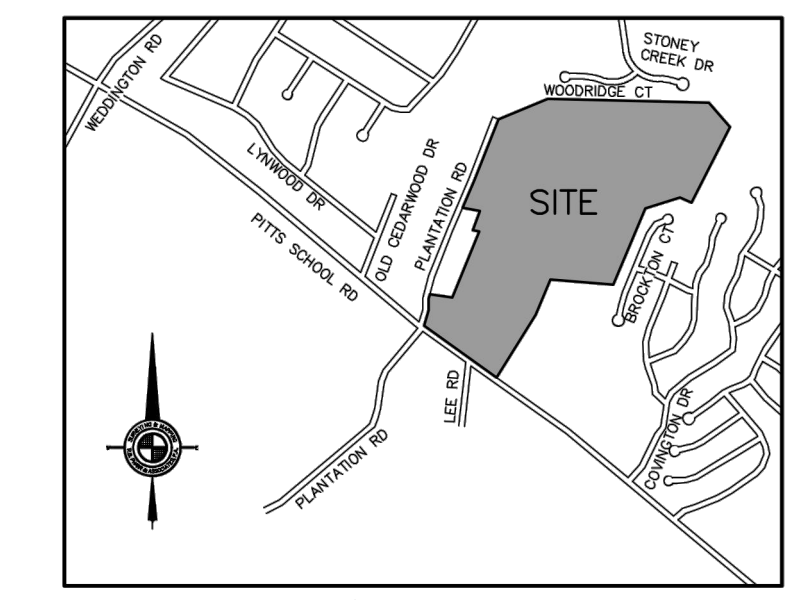 STONEY
CREEK DR
WEDDINGTON RD
WOODRIDGE CT
LYNWOOD DR
OLD CEDARWOOD DR
PLANTATION RD
SITE
PITTS SCHOOL RD
BROCKTON CT
LEE RD
COVINGTON DR
PLANTATION RD